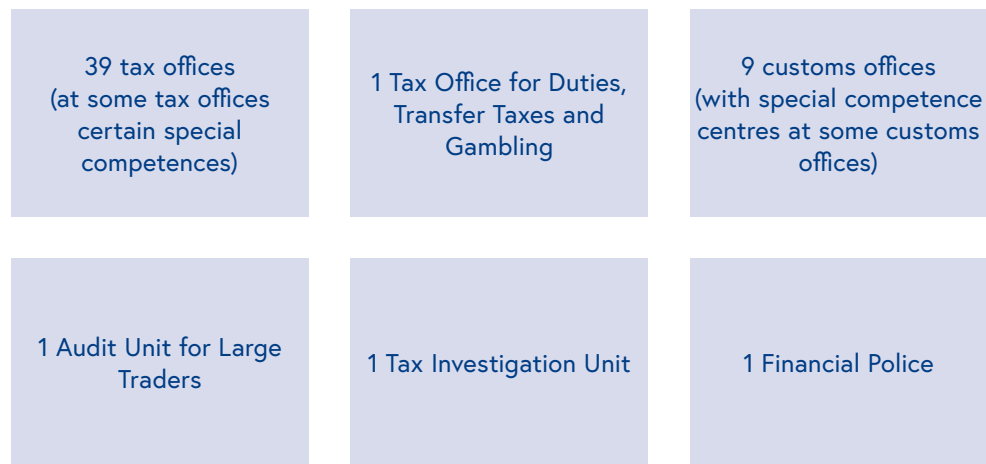 39 tax offices
(at some tax offices
certain special
competences)
1 Tax Office for Duties,
Transfer Taxes and
Gambling
9 customs offices
(with special competence
centres at some customs
offices)
1 Audit Unit for Large
Traders
1 Tax Investigation Unit
1 Financial Police